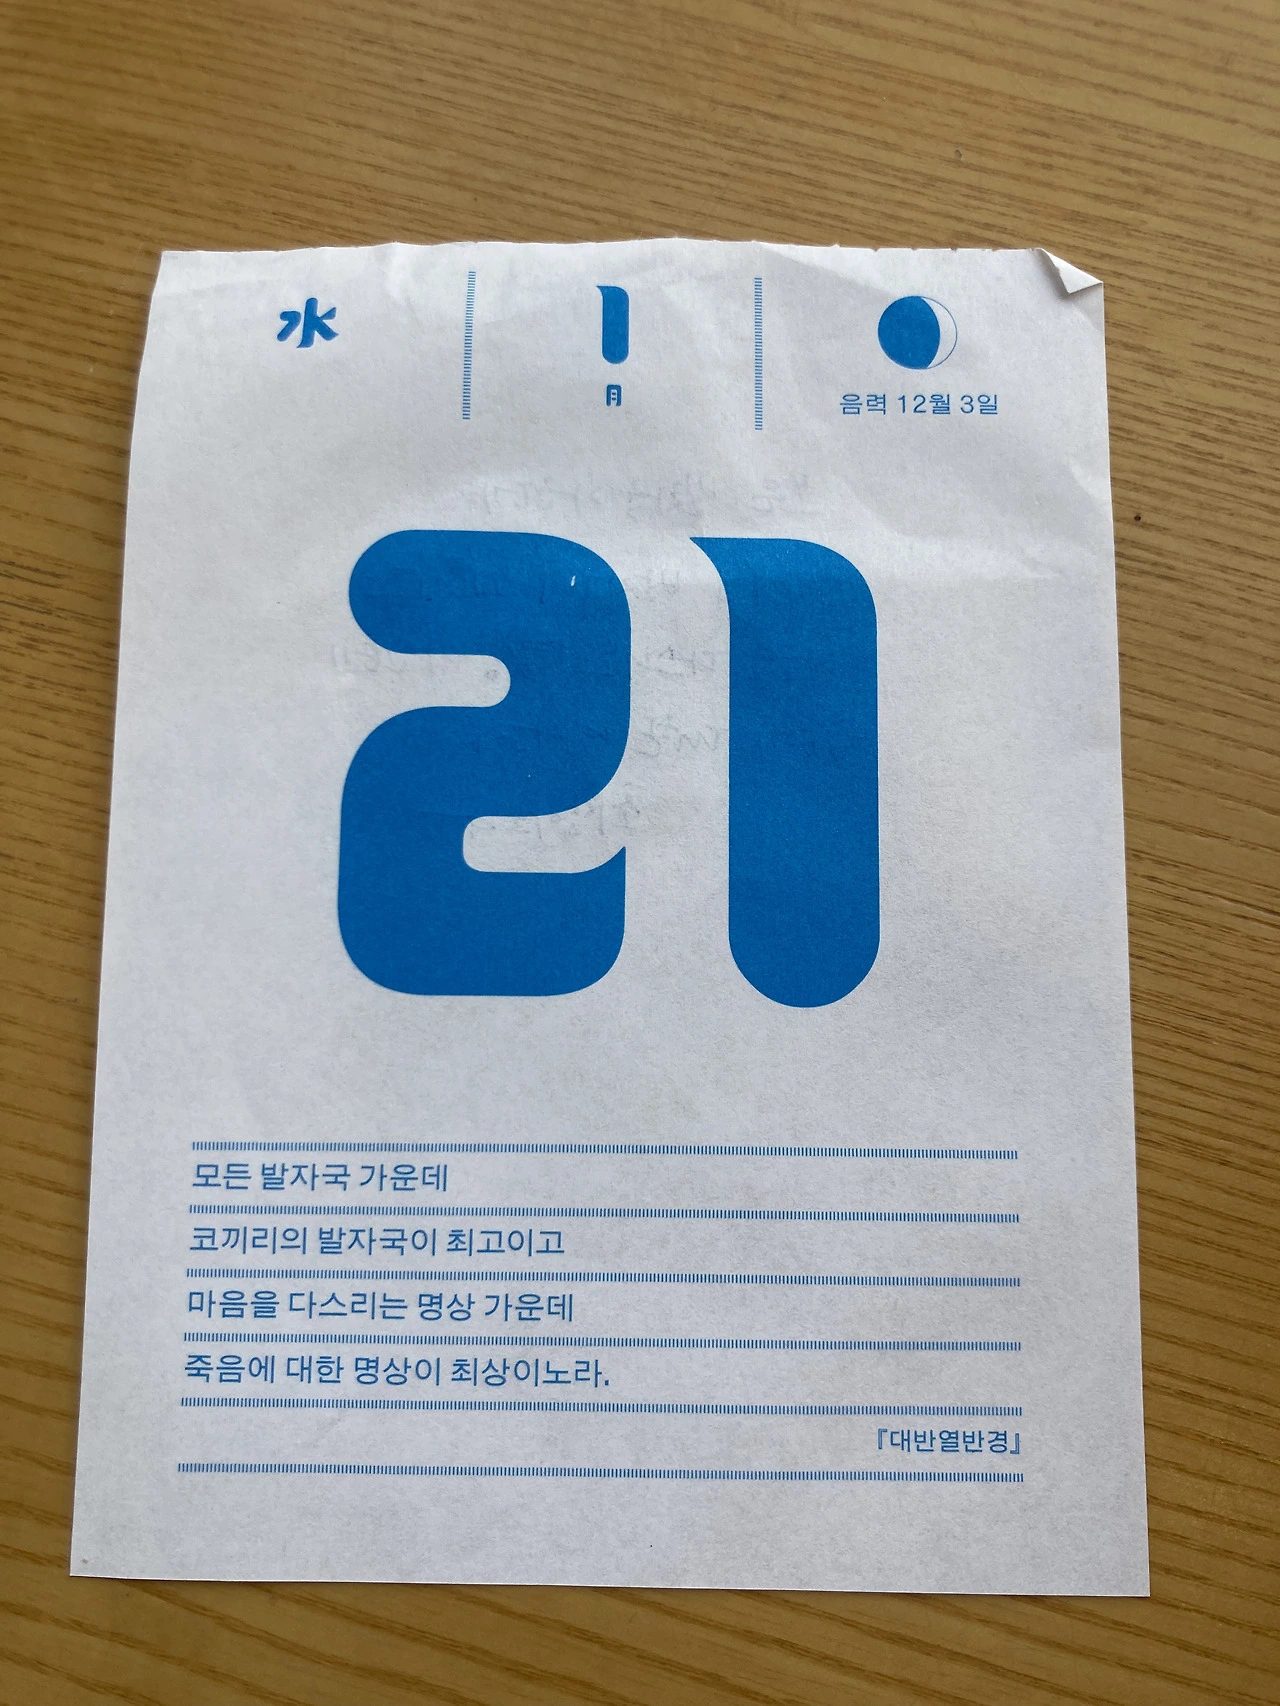 水
1
月
음력 12월 3일
21
모든 발자국 가운데
코끼리의 발자국이 최고이고
마음을 다스리는 명상 가운데
죽음에 대한 명상이 최상이노라.
『대반열반경』